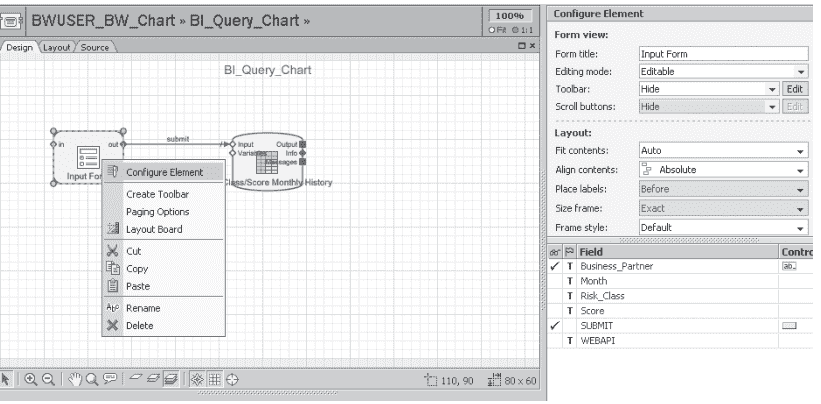 BWUSER_BW_Chart » BI_Query_Chart »
100%
Fit 1:1
Design Layout Source
BI_Query_Chart
in out submit Input Output
Variables Info
Messages
Input For
Class/Score Monthly History
Configure Element
Create Toolbar
Paging Options
Layout Board
Cut
Copy
Paste
Rename
Delete
110, 90 80 x 60
Configure Element
Form view:
Form title: Input Form
Editing mode: Editable
Toolbar: Hide Edit
Scroll buttons: Hide Edit
Layout:
Fit contents: Auto
Align contents: Absolute
Place labels: Before
Size frame: Exact
Frame style: Default
Field Contro
T Business_Partner
T Month
T Risk_Class
T Score
SUBMIT
T WEBAPI